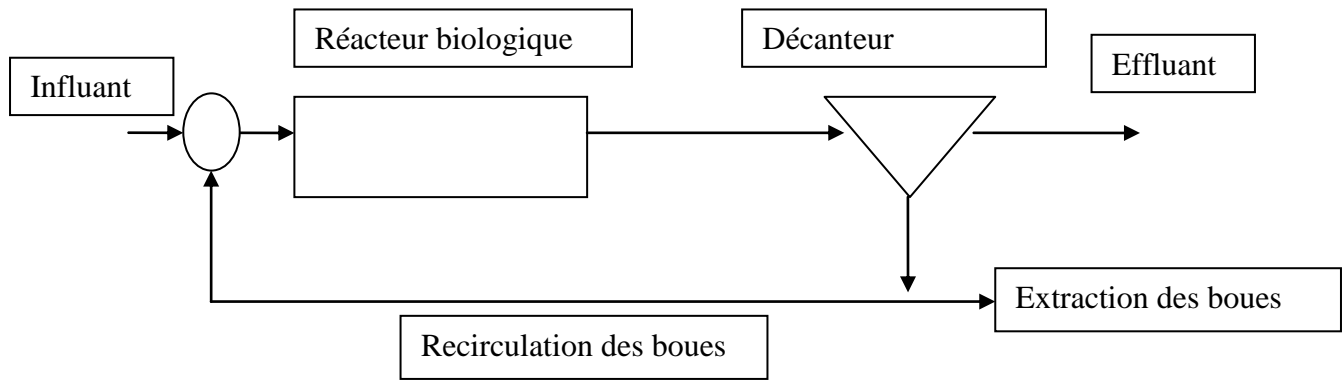 Réacteur biologique
Décanteur
Effluant
Influant
Extraction des boues
Recirculation des boues